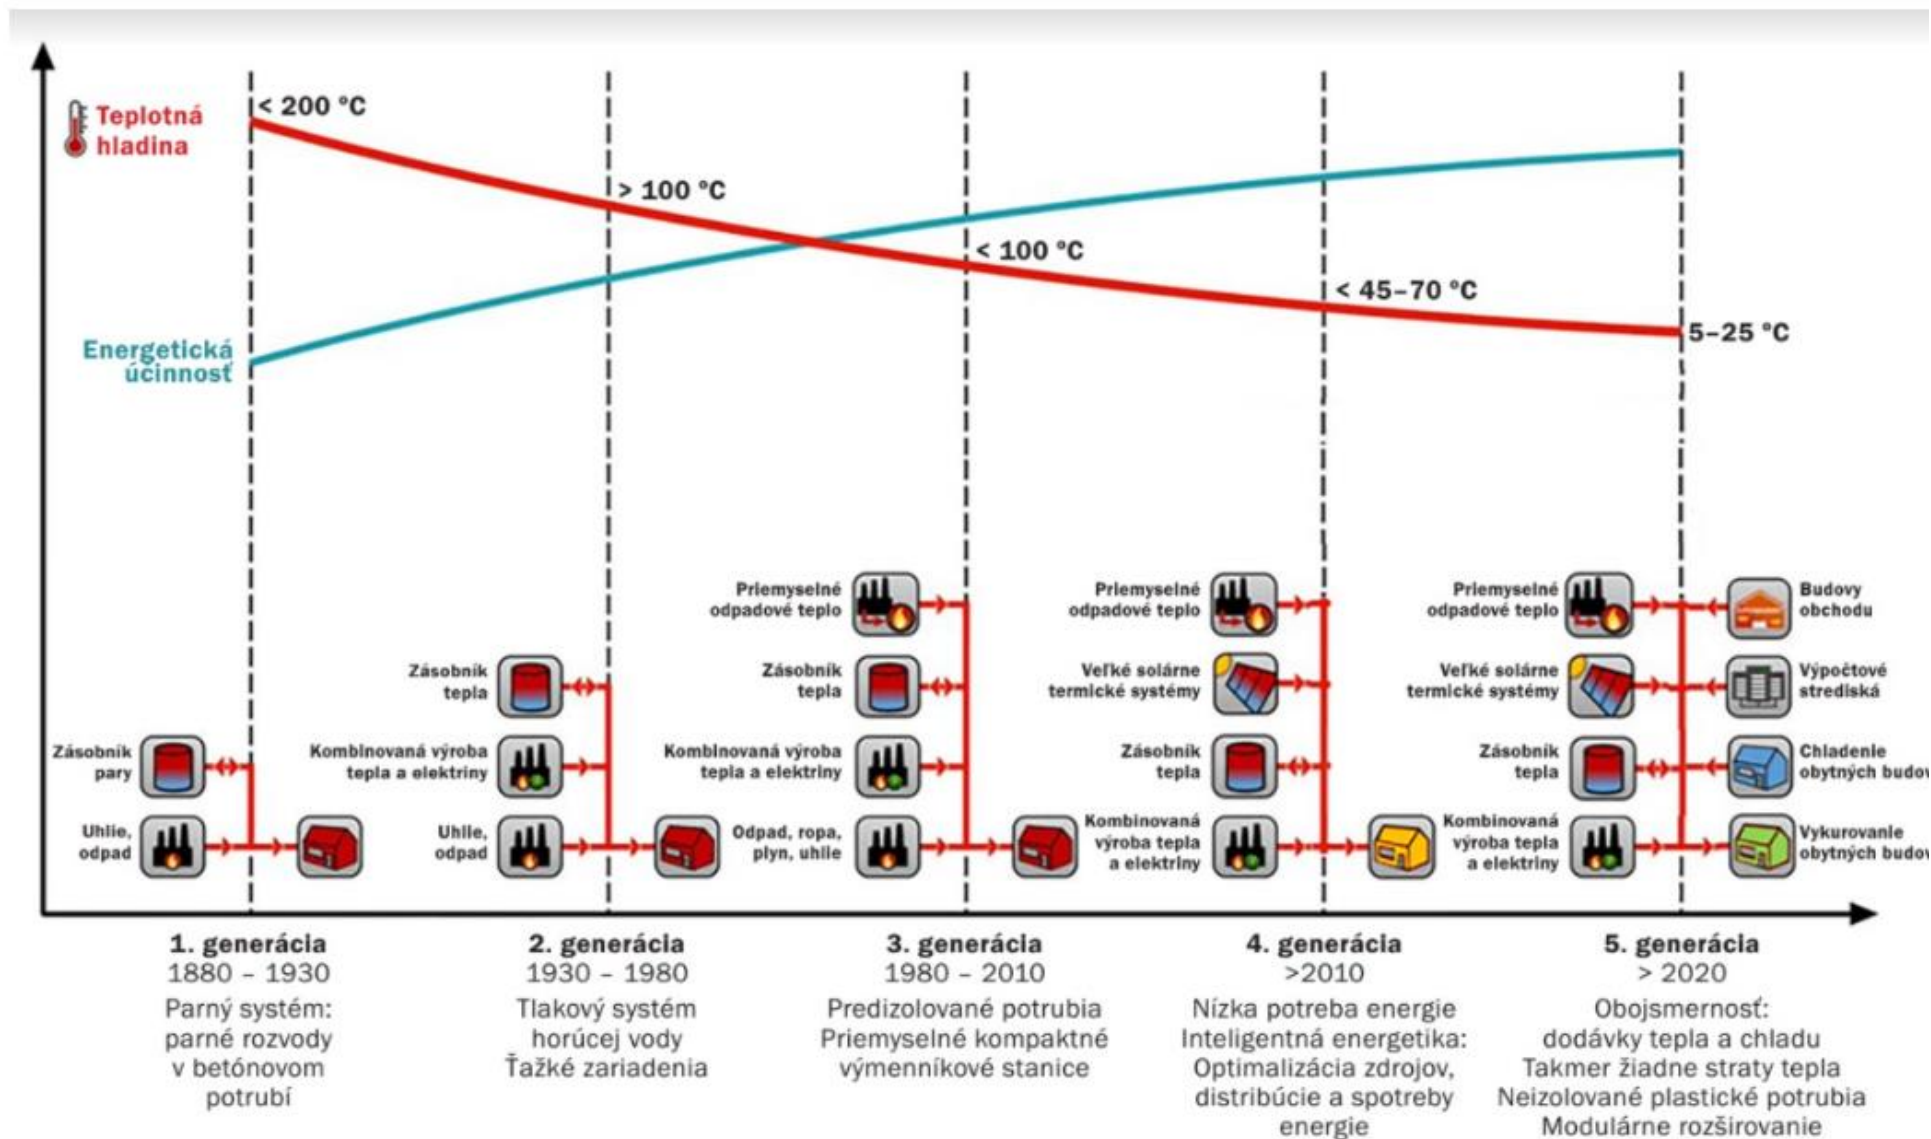 Teplotná
hladina
< 200 °C
> 100 °C
< 100 °C
< 45–70 °C
5–25 °C
Energetická
účinnosť
Zásobník
pary
Uhlie,
odpad
Zásobník
tepla
Kombinovaná výroba
tepla a elektriny
Uhlie,
odpad
Priemyselné
odpadové teplo
Zásobník
tepla
Kombinovaná výroba
tepla a elektriny
Odpad, ropa,
plyn, uhlie
Priemyselné
odpadové teplo
Veľké solárne
termické systémy
Zásobník
tepla
Kombinovaná
výroba tepla
a elektriny
Priemyselné
odpadové teplo
Veľké solárne
termické systémy
Zásobník
tepla
Kombinovaná
výroba tepla
a elektriny
Budovy
obchodu
Výpočtové
strediská
Chladenie
obytných budov
Vykurovanie
obytných budov
1. generácia
1880 – 1930
Parný systém:
parné rozvody
v betónovom
potrubí
2. generácia
1930 – 1980
Tlakový systém
horúcej vody
Ťažké zariadenia
3. generácia
1980 – 2010
Predizolované potrubia
Priemyselné kompaktné
výmenníkové stanice
4. generácia
>2010
Nízka potreba energie
Inteligentná energetika:
Optimalizácia zdrojov,
distribúcie a spotreby
energie
5. generácia
> 2020
Obojsmernosť:
dodávky tepla a chladu
Takmer žiadne straty tepla
Neizolované plastické potrubia
Modulárne rozširovanie